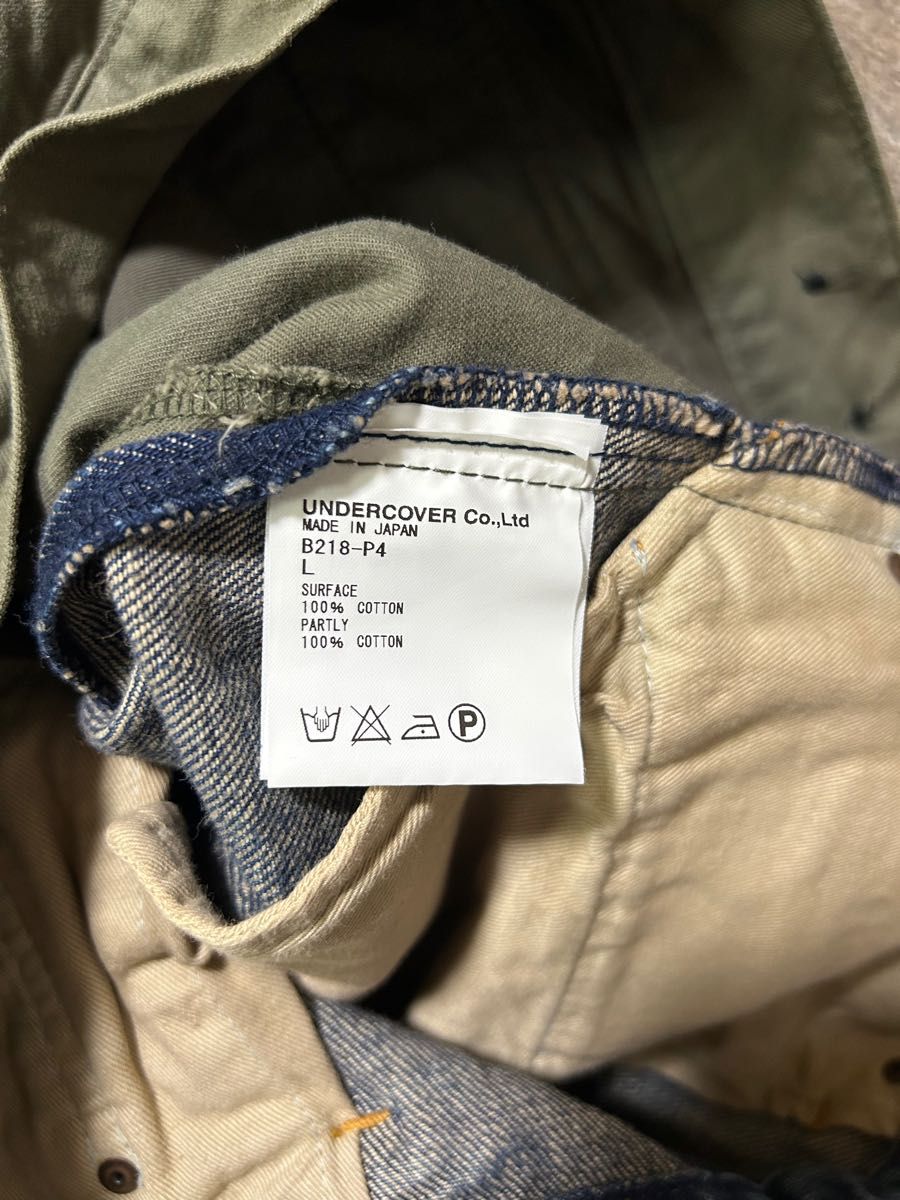 UNDERCOVER Co.,Ltd
MADE IN JAPAN
B218-P4
L
SURFACE
100% COTTON
PARTLY
100% COTTON
P